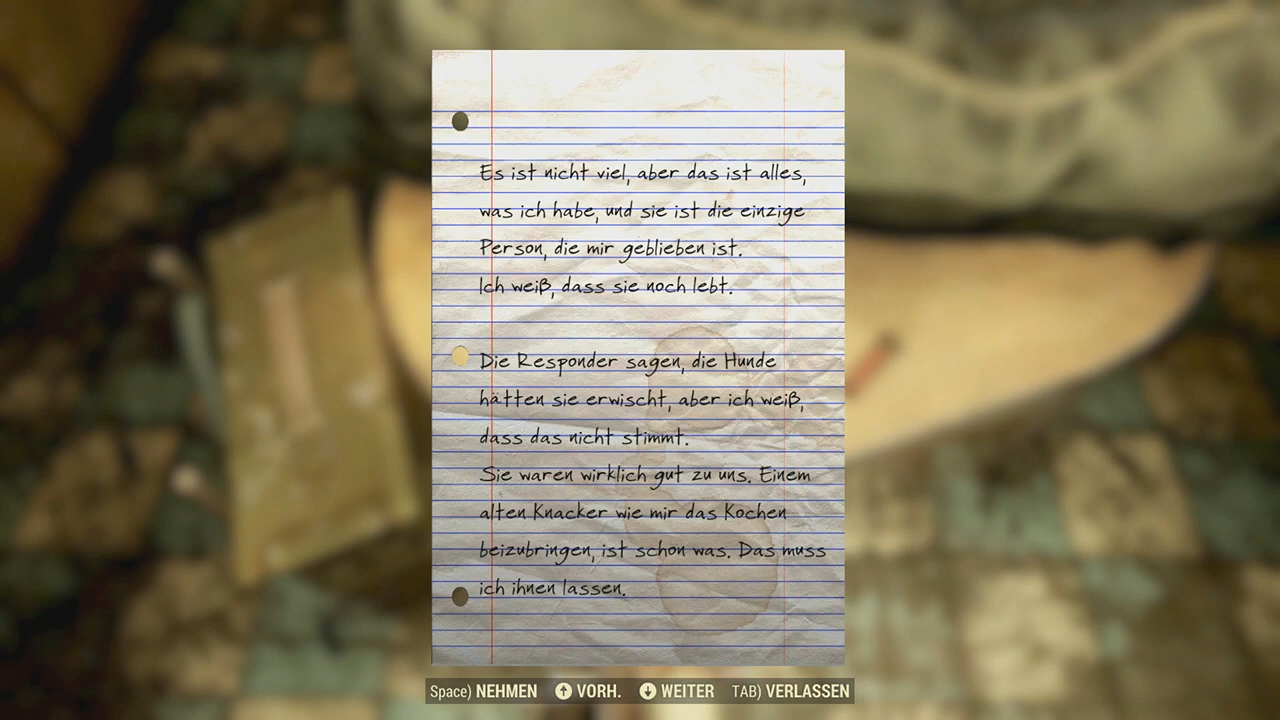 Es ist nicht viel, aber das ist alles,
was ich habe, und sie ist die einzige
Person, die mir geblieben ist.
Ich weiß, dass sie noch lebt.
Die Responder sagen, die Hunde
hätten sie erwischt, aber ich weiß,
dass das nicht stimmt.
Sie waren wirklich gut zu uns. Einem
alten Knacker wie mir das Kochen
beizubringen, ist schon was. Das muss
ich ihnen lassen.
Space) NEHMEN VORH. WEITER TAB) VERLASSEN